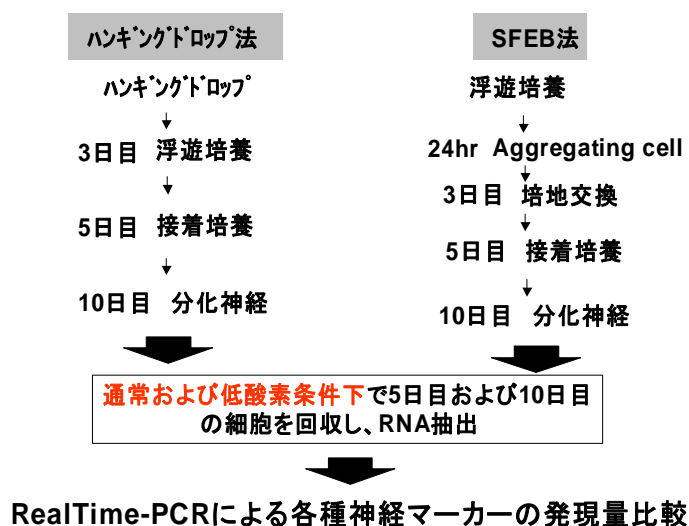 ﾊﾝｷﾞﾝｸﾞﾄﾞﾛｯﾌﾟ法
ﾊﾝｷﾞﾝｸﾞﾄﾞﾛｯﾌﾟ
3日目 浮遊培養
5日目 接着培養
10日目 分化神経
SFEB法
浮遊培養
24hr Aggregating cell
3日目 培地交換
5日目 接着培養
10日目 分化神経
通常および低酸素条件下で5日目および10日目
の細胞を回収し、RNA抽出
RealTime-PCRによる各種神経マーカーの発現量比較